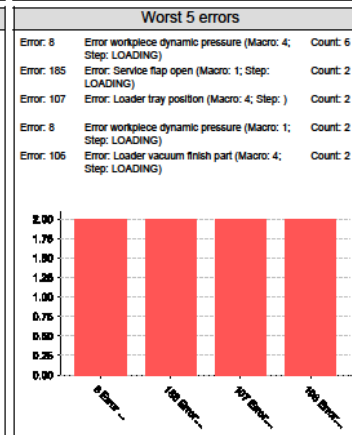 Worst 5 errors
Error: 8 Error workpiece dynamic pressure (Macro: 4; Count: 6
Step: LOADING)
Error: 185 Error: Service flap open (Macro: 1; Step: Count: 2
LOADING)
Error: 107 Error: Loader tray position (Macro: 4; Step: ) Count: 2
Error: 8 Error workpiece dynamic pressure (Macro: 1; Count: 2
Step: LOADING)
Error: 106 Error: Loader vacuum finish part (Macro: 4; Count: 2
Step: LOADING)
2.00
1.75
1.50
1.25
1.00
0.75
0.50
0.25
0.00
8 Error ...
185 Error...
107 Error...
106 Error...